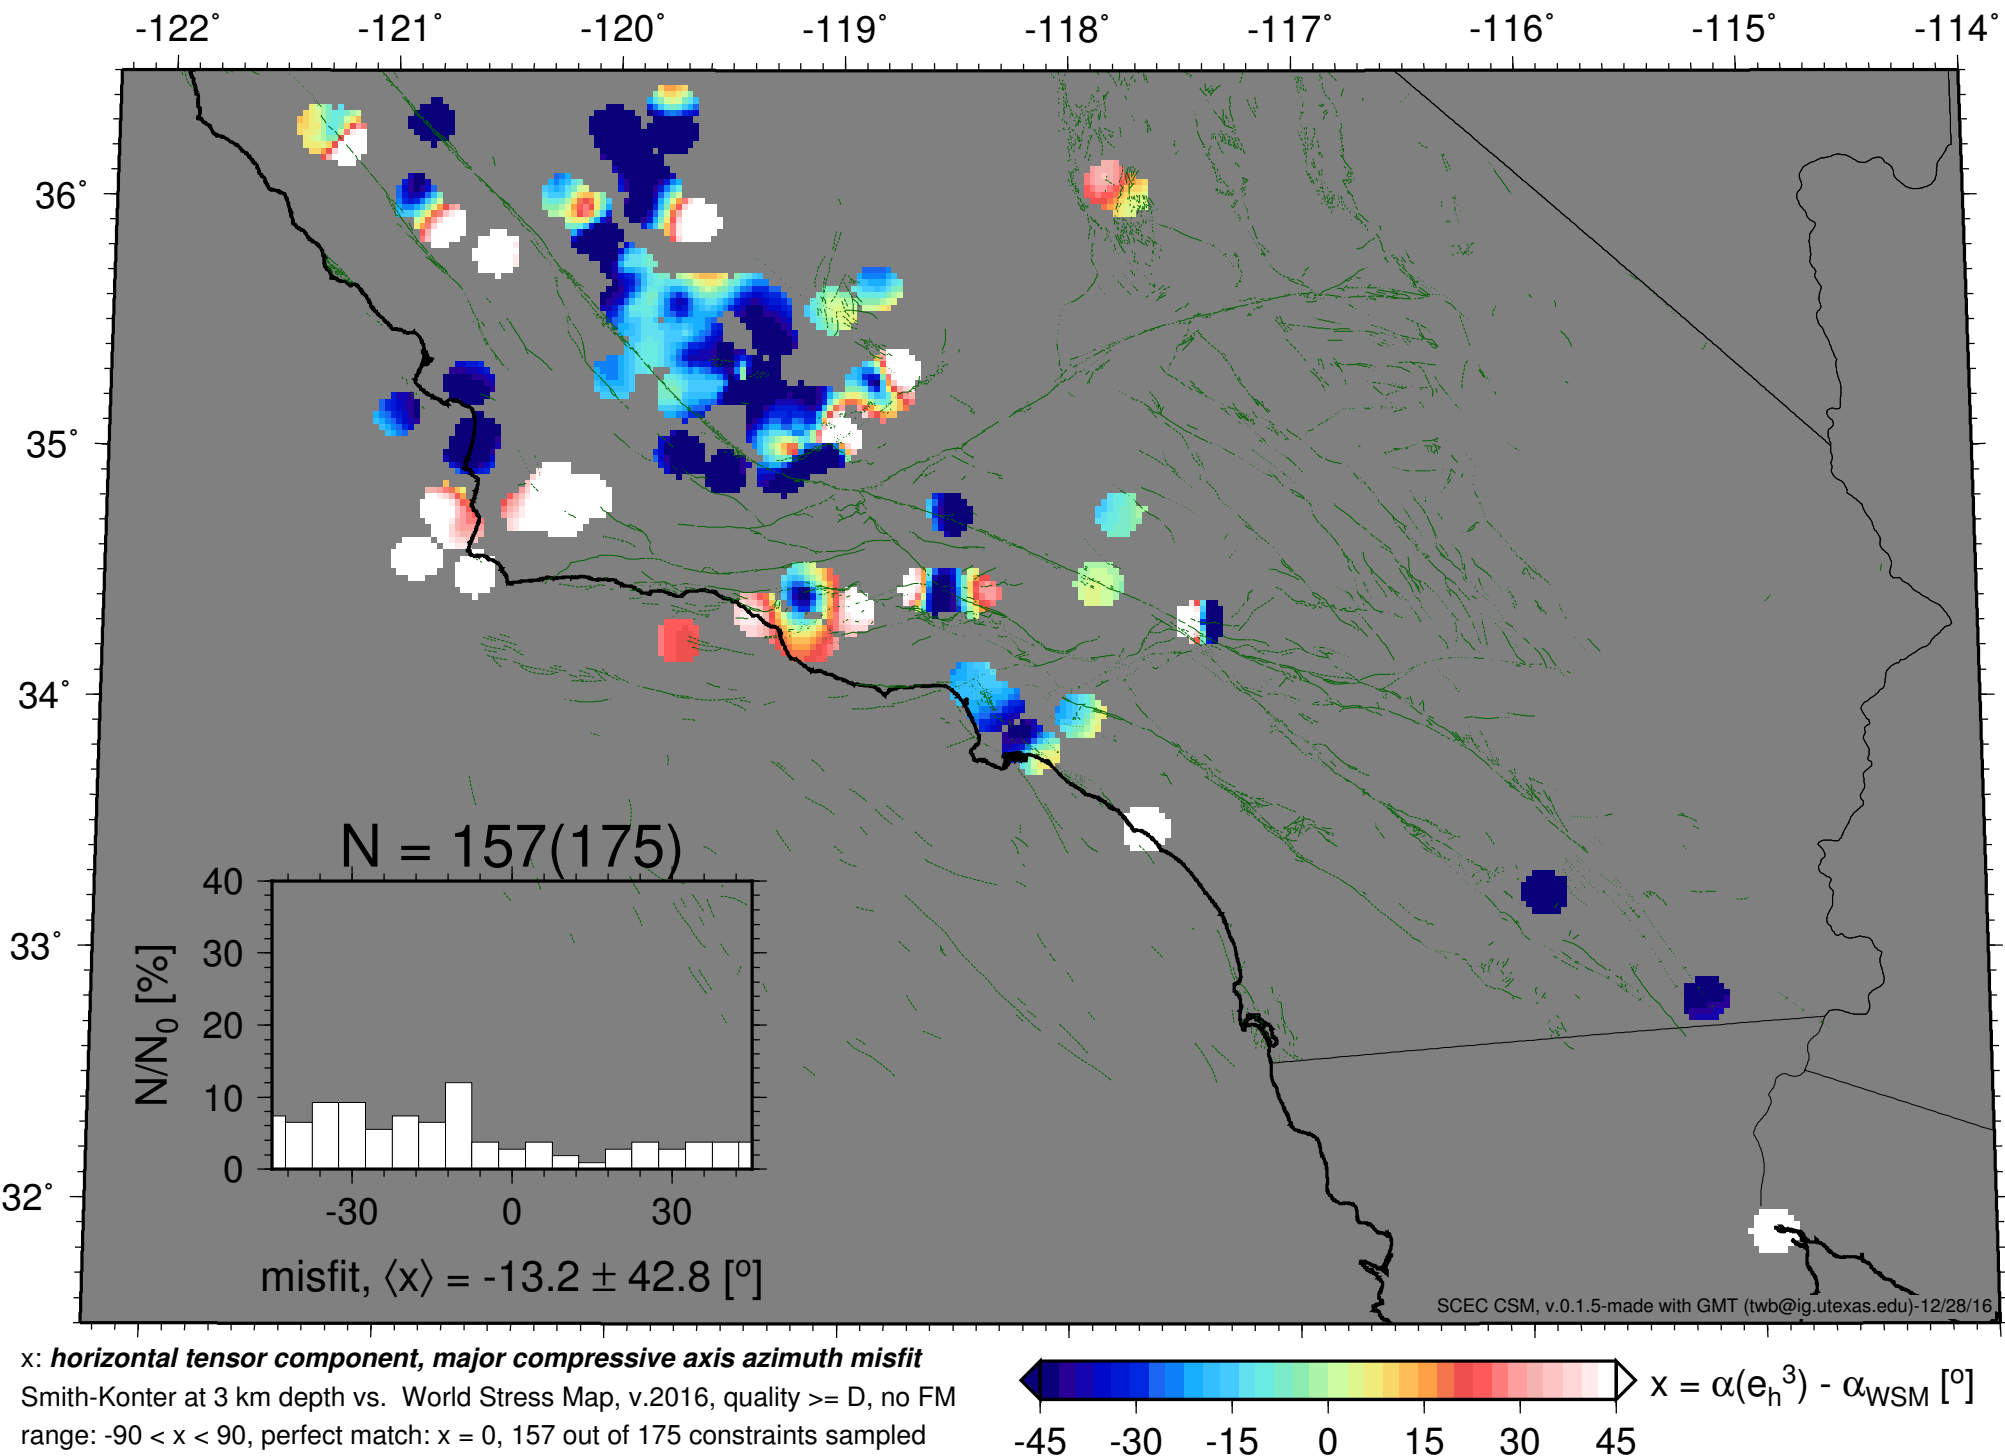 -122° -121° -120° -119° -118° -117° -116° -115° -114°
36°
35°
34°
33°
32°
N = 157(175)
40
30
20
10
0
N/N0 [%]
-30 0 30
misfit, ⟨x⟩ = -13.2 ± 42.8 [º]
SCEC CSM, v.0.1.5-made with GMT (twb@ig.utexas.edu)-12/28/16
x: horizontal tensor component, major compressive axis azimuth misfit
Smith-Konter at 3 km depth vs. World Stress Map, v.2016, quality >= D, no FM
range: -90 < x < 90, perfect match: x = 0, 157 out of 175 constraints sampled
x = α(eh3) - αWSM [º]
-45 -30 -15 0 15 30 45